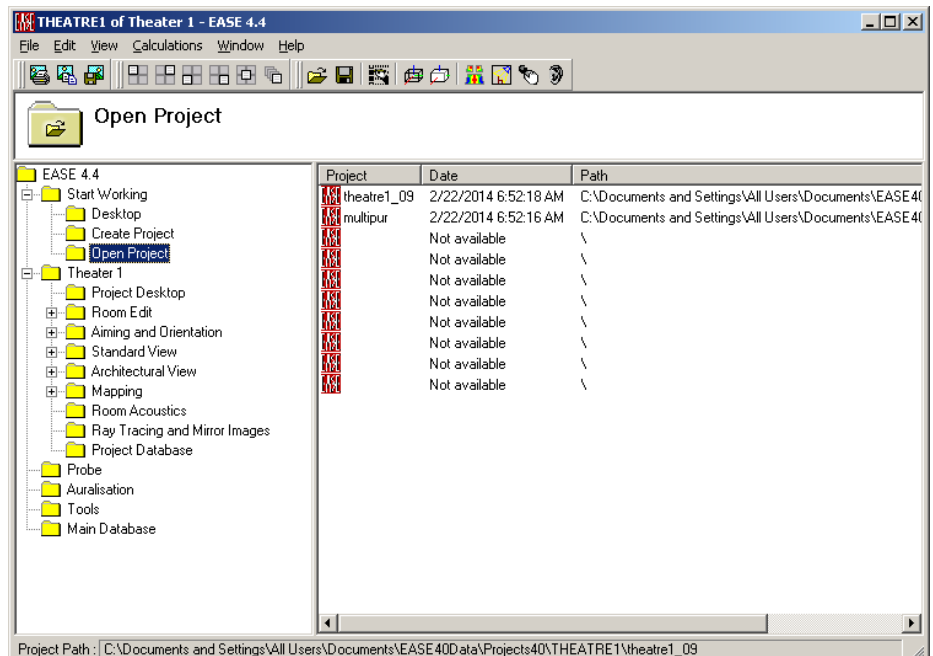 THEATRE1 of Theater 1 - EASE 4.4
File Edit View Calculations Window Help
Open Project
EASE 4.4
Start Working
Desktop
Create Project
Open Project
Theater 1
Project Desktop
Room Edit
Aiming and Orientation
Standard View
Architectural View
Mapping
Room Acoustics
Ray Tracing and Mirror Images
Project Database
Probe
Auralisation
Tools
Main Database
Project Date Path
theatre1_09 2/22/2014 6:52:18 AM C:\Documents and Settings\All Users\Documents\EASE40
multipur 2/22/2014 6:52:16 AM C:\Documents and Settings\All Users\Documents\EASE40
Not available \
Not available \
Not available \
Not available \
Not available \
Not available \
Not available \
Not available \
Project Path : C:\Documents and Settings\All Users\Documents\EASE40Data\Projects40\THEATRE1\theatre1_09